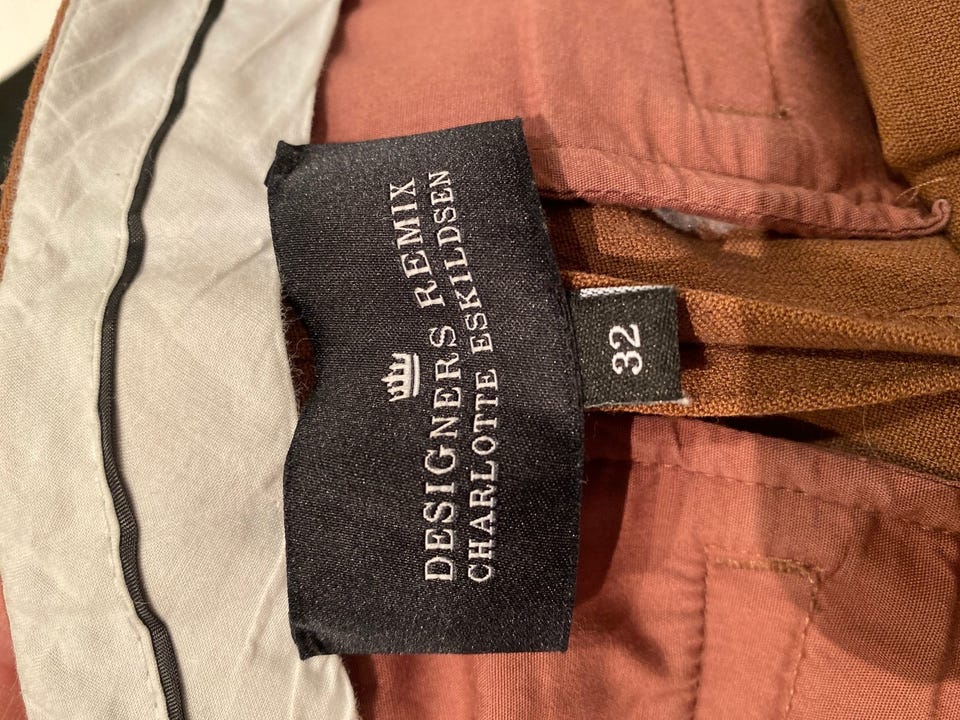 DESIGNERS REMIX
CHARLOTTE ESKILDSEN
32